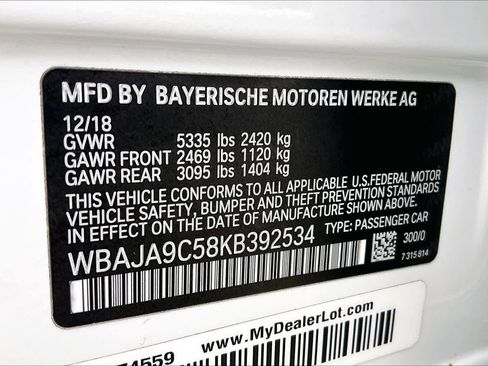 MFD BY BAYERISCHE MOTOREN WERKE AG
12/18
GVWR 5335 lbs 2420 kg
GAWR FRONT 2469 lbs 1120 kg
GAWR REAR 3095 lbs 1404 kg
THIS VEHICLE CONFORMS TO ALL APPLICABLE U.S.FEDERAL MOTOR
VEHICLE SAFETY, BUMPER AND THEFT PREVENTION STANDARDS
IN EFFECT ON THE DATE OF MANUFACTURE SHOWN ABOVE.
WBAJA9C58KB392534 TYPE: PASSENGER CAR
300/0
7 315 814
4559 www.MyDealerLot.com